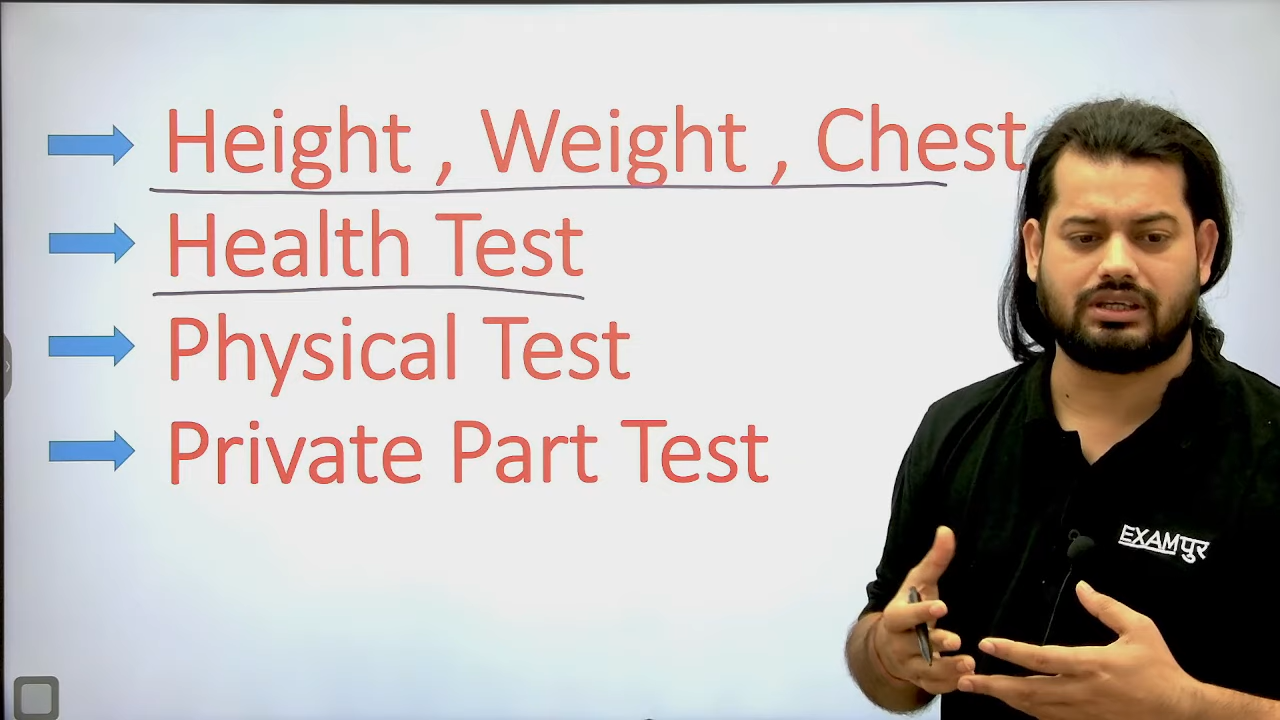 Height , Weight , Chest
Health Test
Physical Test
Private Part Test
EXAMपुर